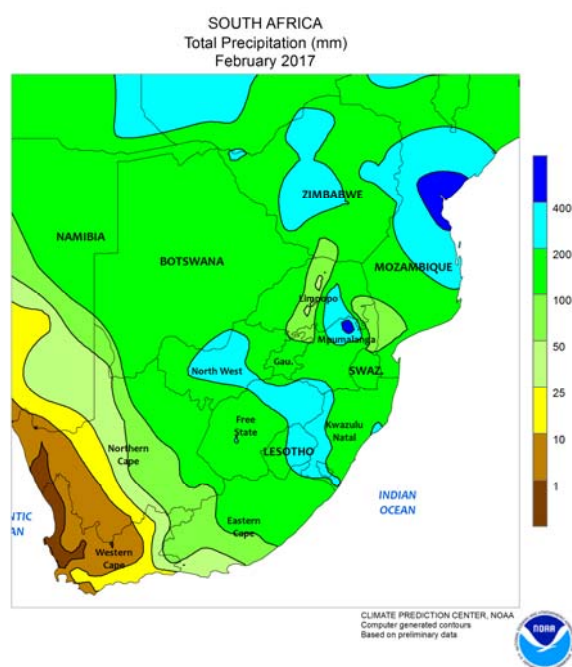 SOUTH AFRICA
Total Precipitation (mm)
February 2017
ZIMBABWE
NAMIBIA
BOTSWANA
MOZAMBIQUE
Limpopo
Mpumalanga
North West
Gau.
SWAZ.
Free
State
Kwazulu
Natal
LESOTHO
Northern
Cape
Eastern
Cape
Western
Cape
NTIC
AN
INDIAN
OCEAN
400
200
100
50
25
10
1
CLIMATE PREDICTION CENTER, NOAA
Computer generated contours
Based on preliminary data
NOAA